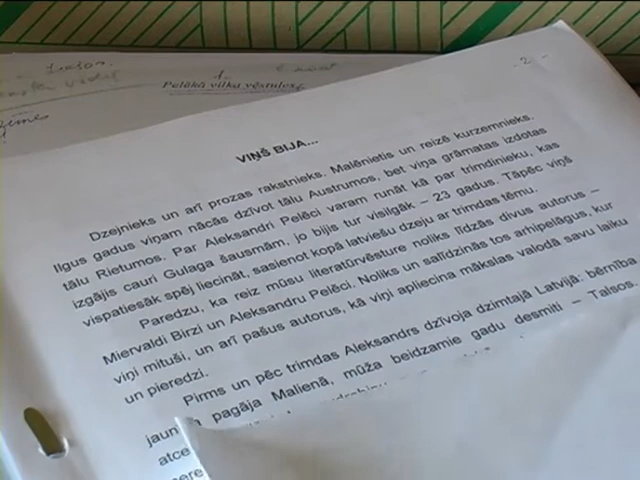 Pelēkā vilka vēstules
- 2 -
VIŅŠ BIJA...
Dzejnieks un arī prozas rakstnieks. Malēnietis un reizē kurzemnieks.
Ilgus gadus viņam nācās dzīvot tālu Austrumos, bet viņa grāmatas izdotas
tālu Rietumos. Par Aleksandri Pelēci varam runāt kā par trimdinieku, kas
izgājis cauri Gulaga šausmām, jo bijis tur visilgāk – 23 gadus. Tāpēc viņš
vispatiesāk spēj liecināt, sasienot kopā latviešu dzeju ar trimdas tēmu.
Paredzu, ka reiz mūsu literatūrvēsture noliks līdzās divus autorus –
Miervaldi Birzi un Aleksandru Pelēci. Noliks un salīdzinās tos arhipelāgus, kur
viņi mituši, un arī pašus autorus, kā viņi apliecina mākslas valodā savu laiku
un pieredzi.
Pirms un pēc trimdas Aleksandrs dzīvoja dzimtajā Latvijā: bērnība,
jaun pagāja Malienā, mūža beidzamie gadu desmiti – Talsos.
atce
mere